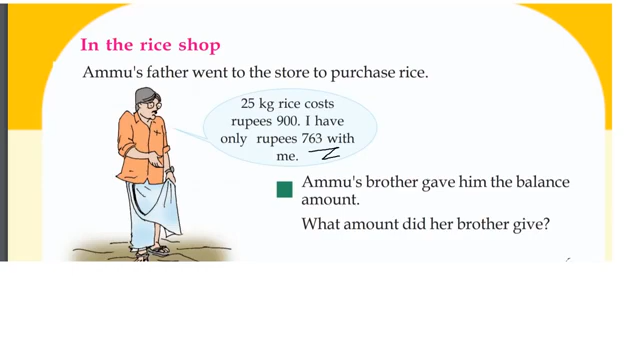 In the rice shop
Ammu's father went to the store to purchase rice.
25 kg rice costs
rupees 900. I have
only rupees 763 with
me.
Ammu's brother gave him the balance
amount.
What amount did her brother give?